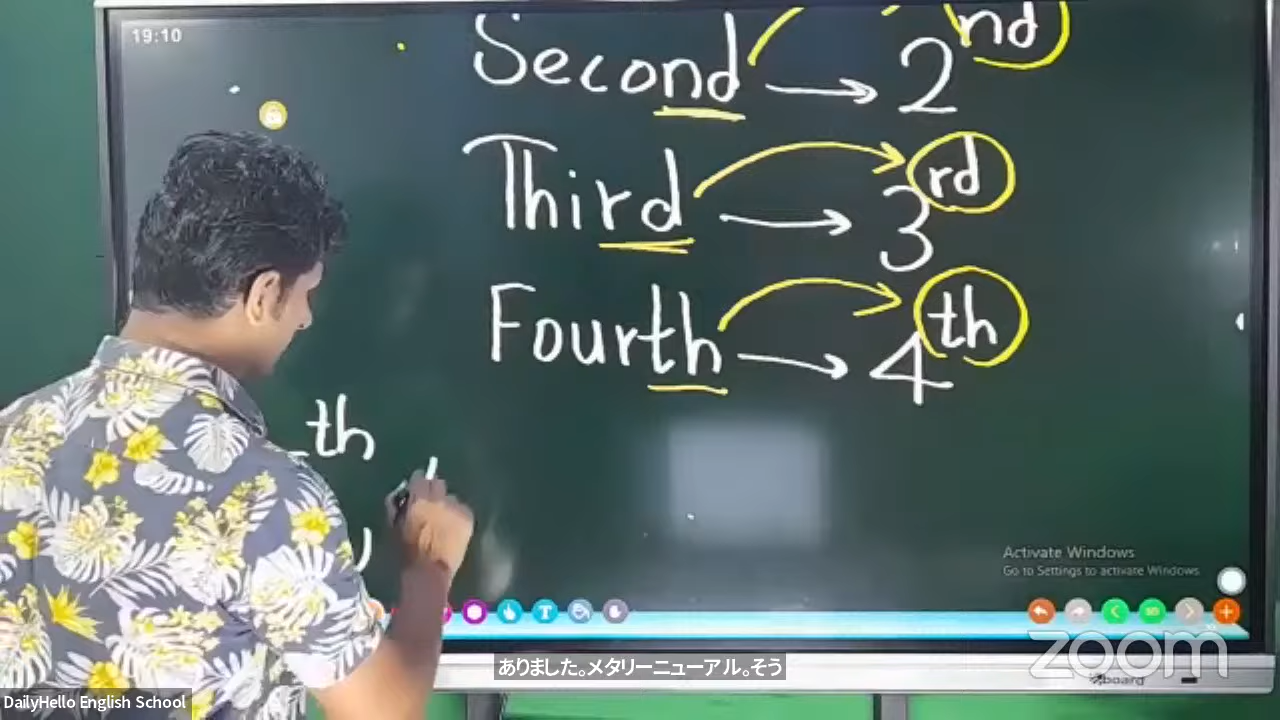 19:10
Second → 2nd
Third → 3rd
Fourth → 4th
th
Activate Windows
Go to Settings to activate Windows.
zoom
ありました。メタリーニューアル。そう
DailyHello English School